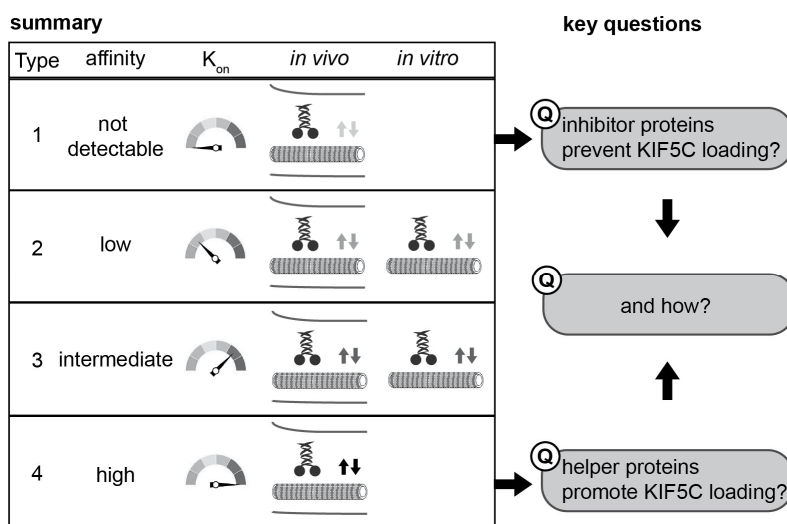 summary
key questions
Type affinity Kon in vivo in vitro
1 not
detectable
Q inhibitor proteins
prevent KIF5C loading?
2 low
Q and how?
3 intermediate
4 high
Q helper proteins
promote KIF5C loading?